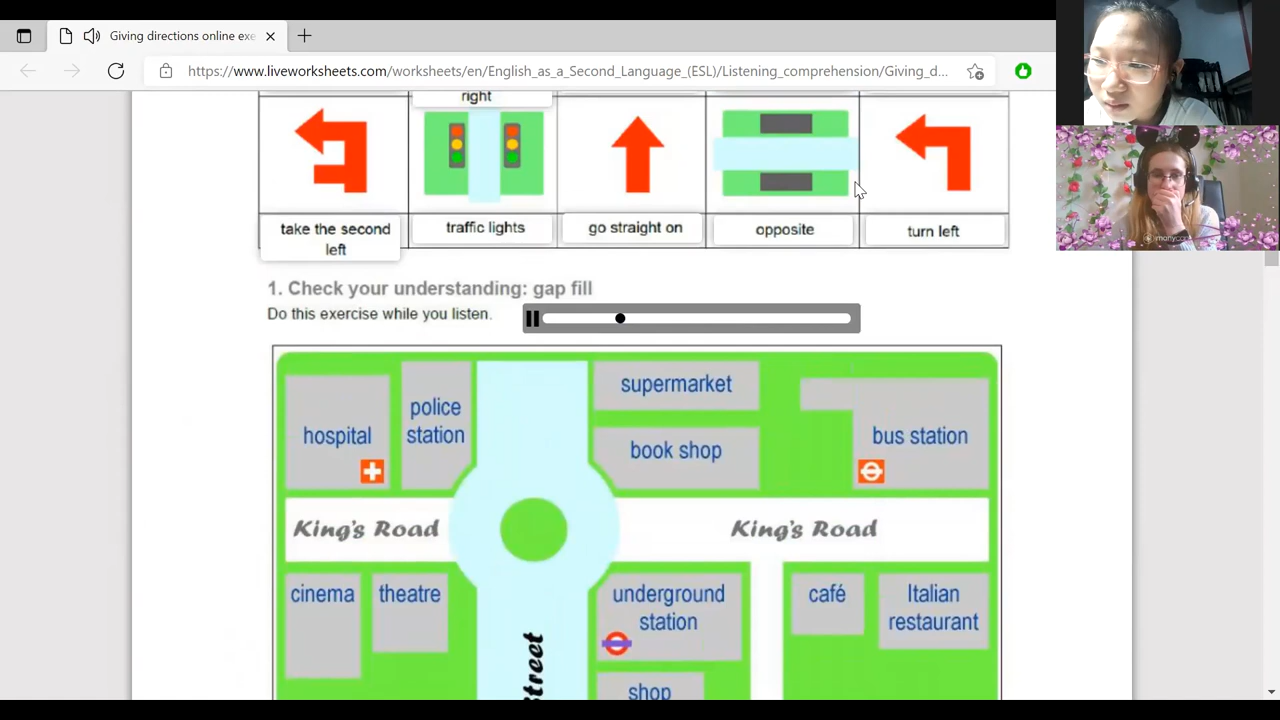 Giving directions online exe
https://www.liveworksheets.com/worksheets/en/English_as_a_Second_Language_(ESL)/Listening_comprehension/Giving_d...
right
take the second
left
traffic lights
go straight on
opposite
turn left
1. Check your understanding: gap fill
Do this exercise while you listen.
hospital
police
station
supermarket
book shop
bus station
King's Road
King's Road
cinema
theatre
underground
station
café
Italian
restaurant
Street
shop